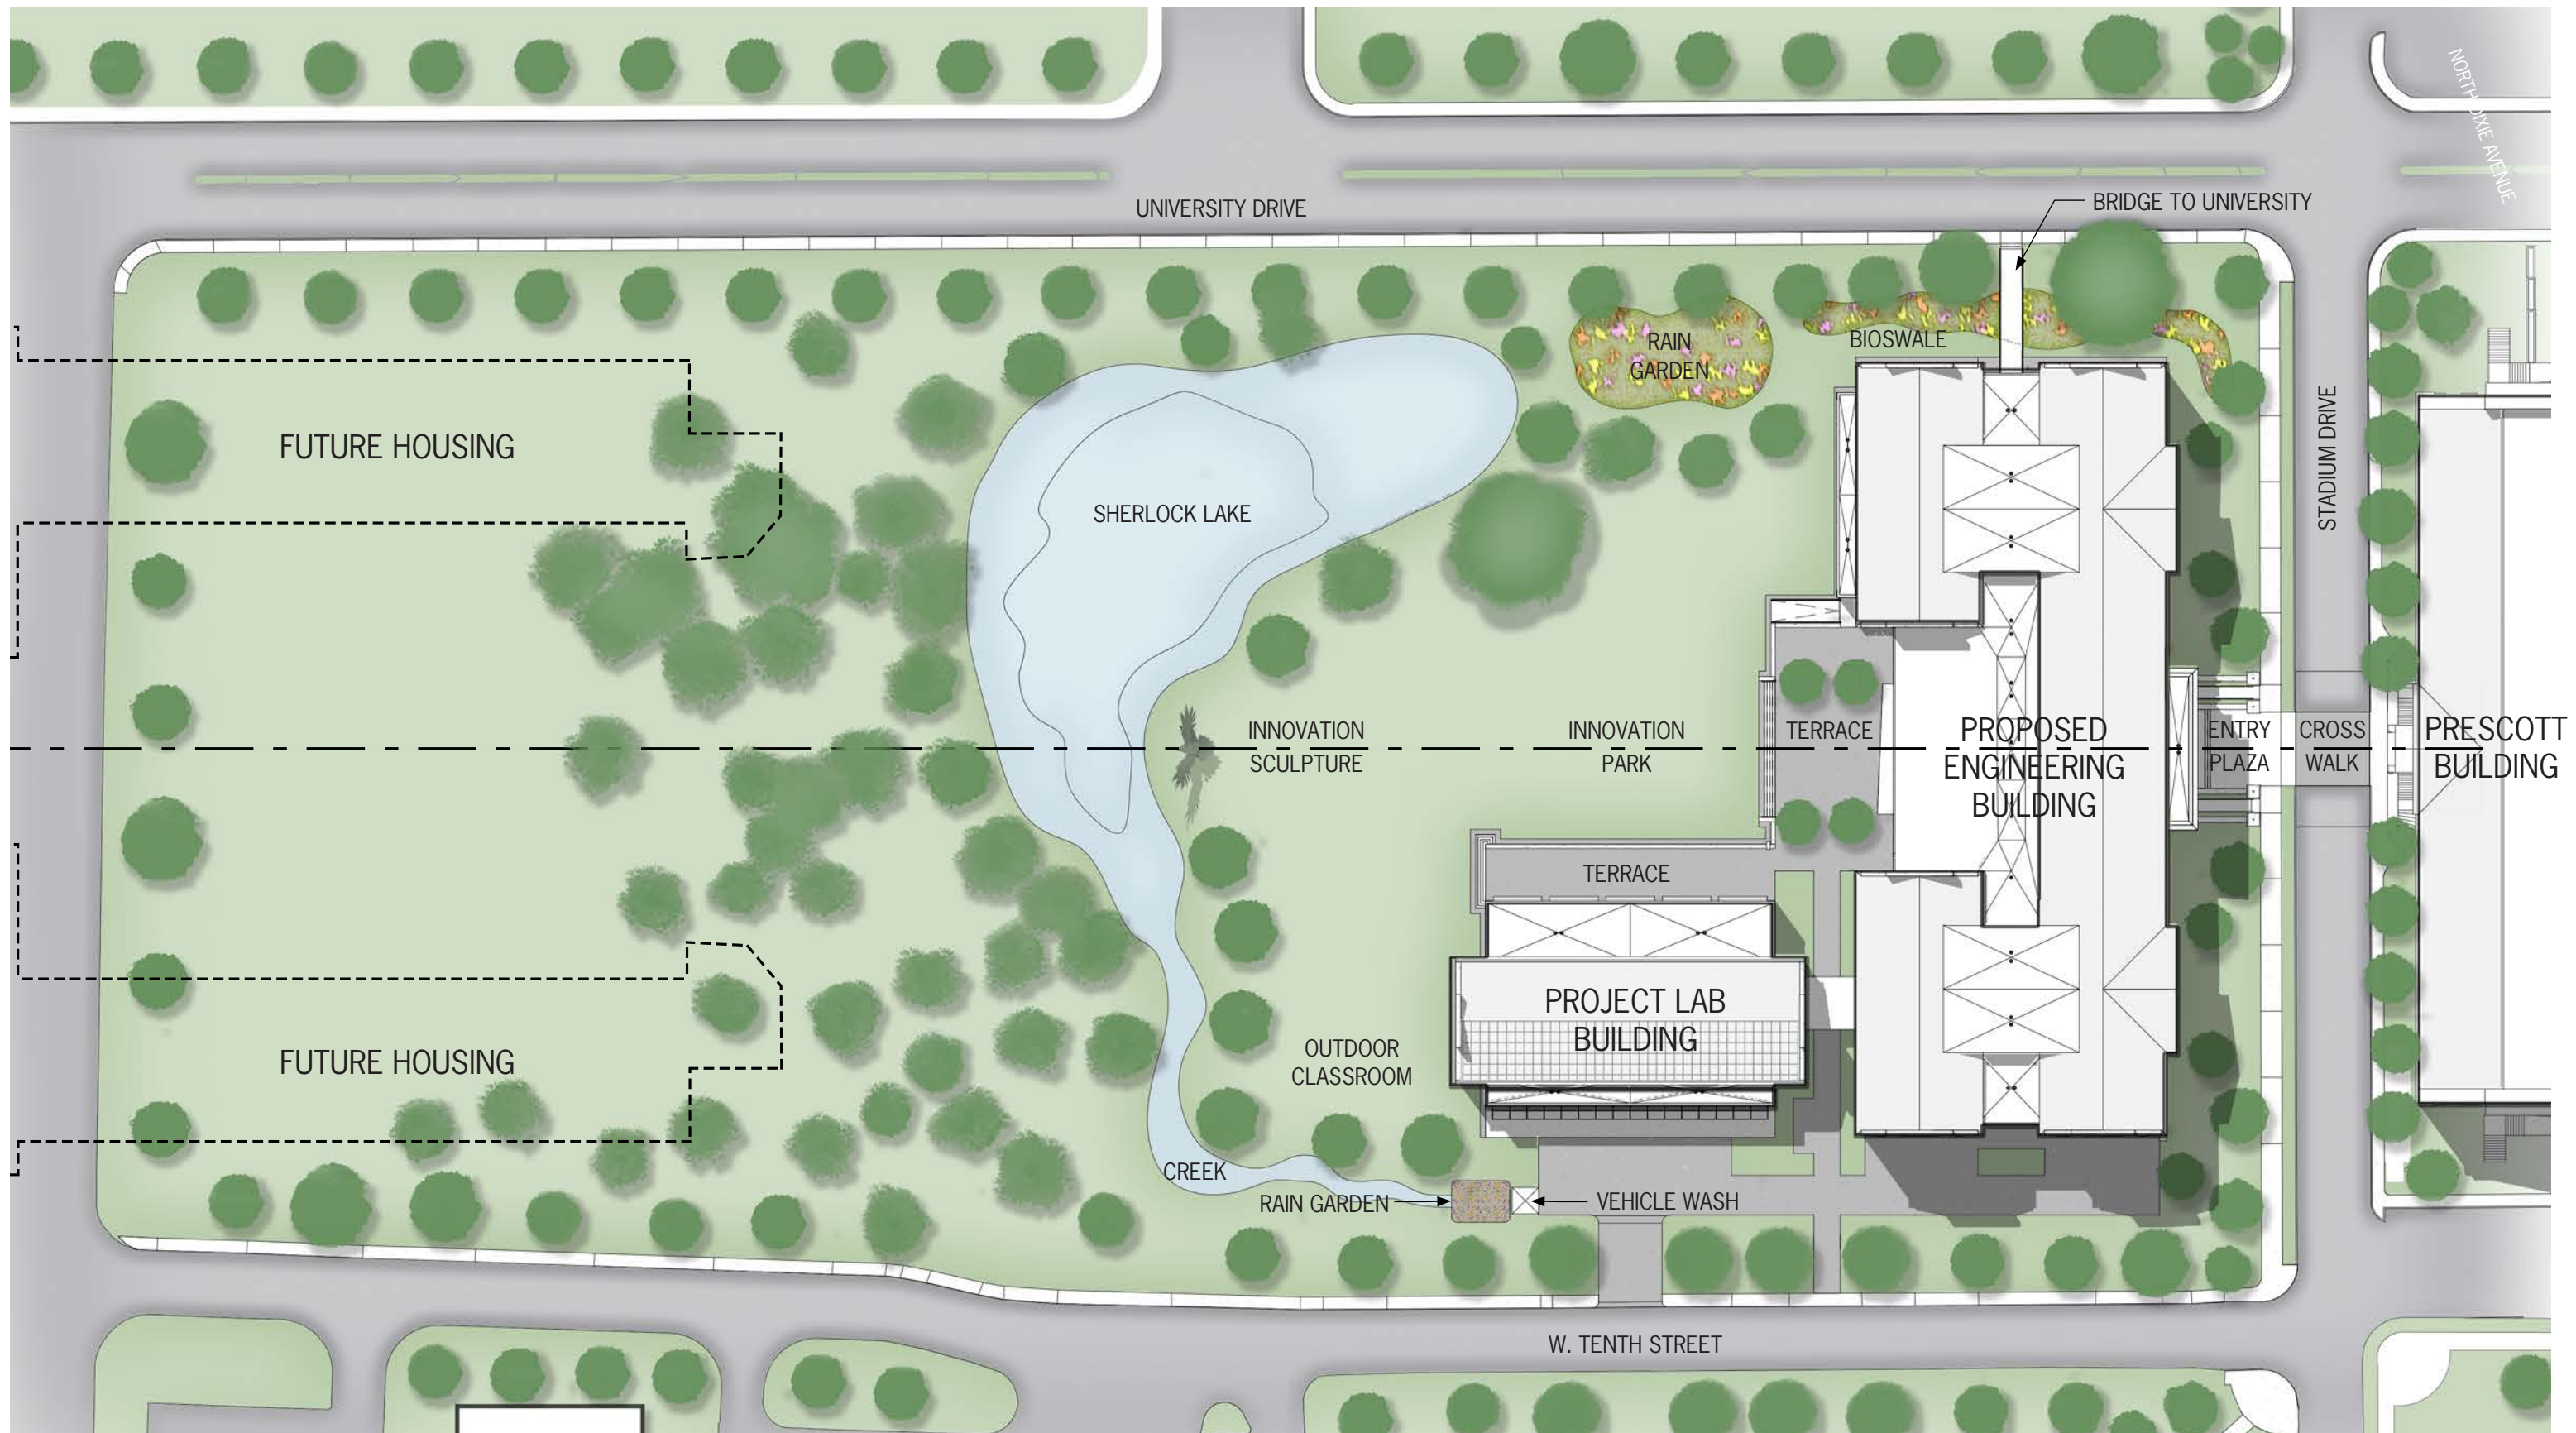 NORTH DIXIE AVENUE
BRIDGE TO UNIVERSITY
UNIVERSITY DRIVE
RAIN
GARDEN
BIOSWALE
FUTURE HOUSING
SHERLOCK LAKE
STADIUM DRIVE
INNOVATION
SCULPTURE
INNOVATION
PARK
TERRACE
PROPOSED
ENGINEERING
BUILDING
ENTRY
PLAZA
CROSS
WALK
PRESCOTT
BUILDING
TERRACE
PROJECT LAB
BUILDING
OUTDOOR
CLASSROOM
FUTURE HOUSING
CREEK
RAIN GARDEN
VEHICLE WASH
W. TENTH STREET